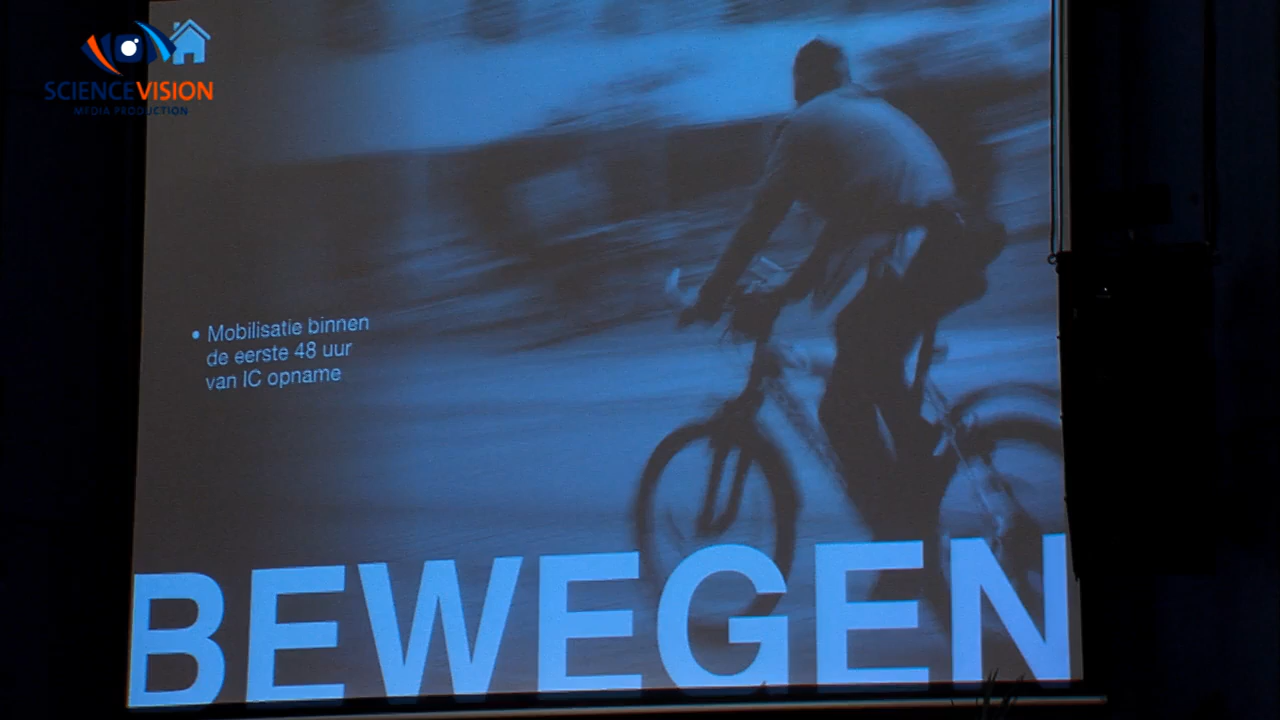 SCIENCEVISION
MEDIA PRODUCTION
• Mobilisatie binnen
de eerste 48 uur
van IC opname
BEWEGEN